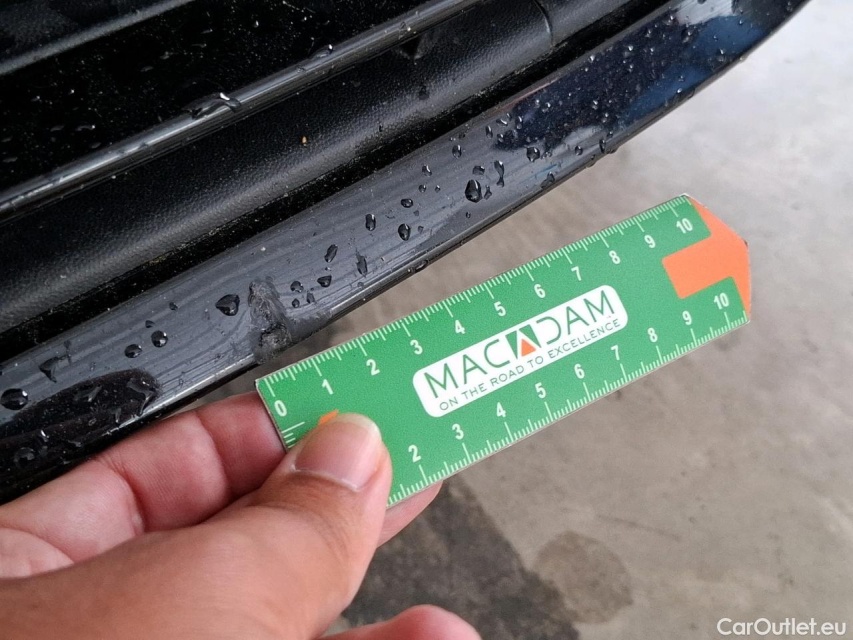 0 1 2 3 4 5 6 7 8 9 10
MACADAM
ON THE ROAD TO EXCELLENCE
2 3 4 5 6 7 8 9 10
CarOutlet.eu